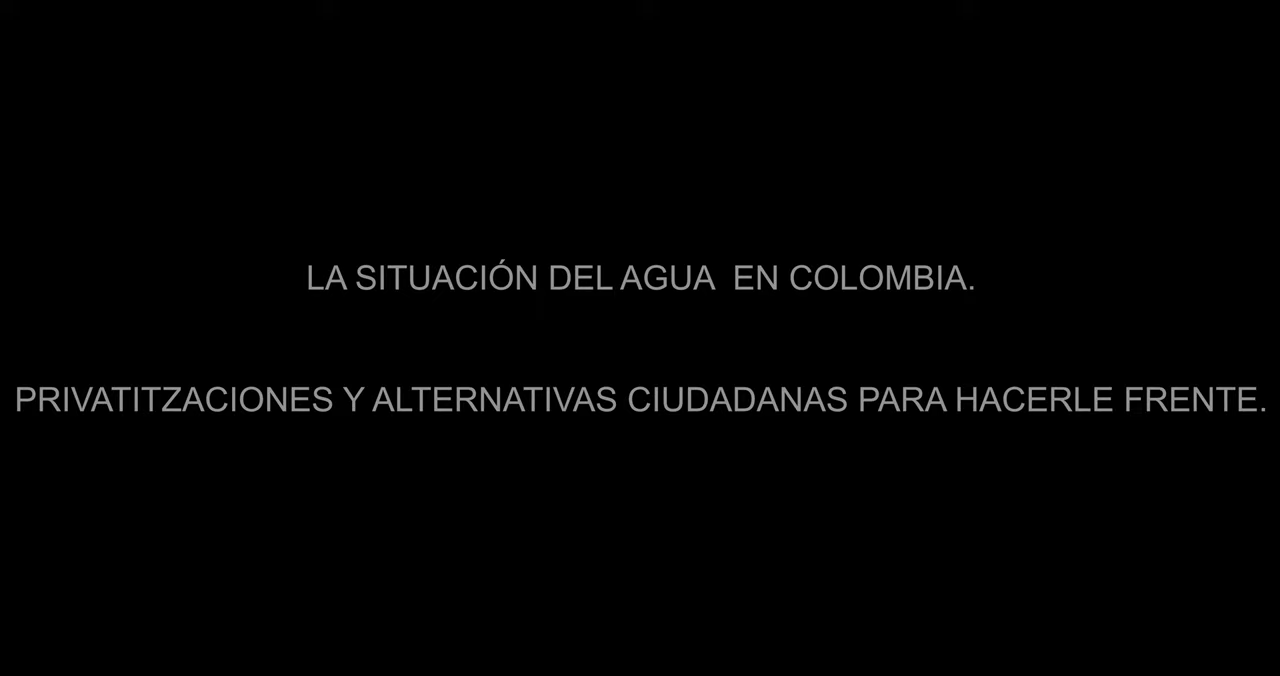 LA SITUACIÓN DEL AGUA  EN COLOMBIA.
PRIVATITZACIONES Y ALTERNATIVAS CIUDADANAS PARA HACERLE FRENTE.